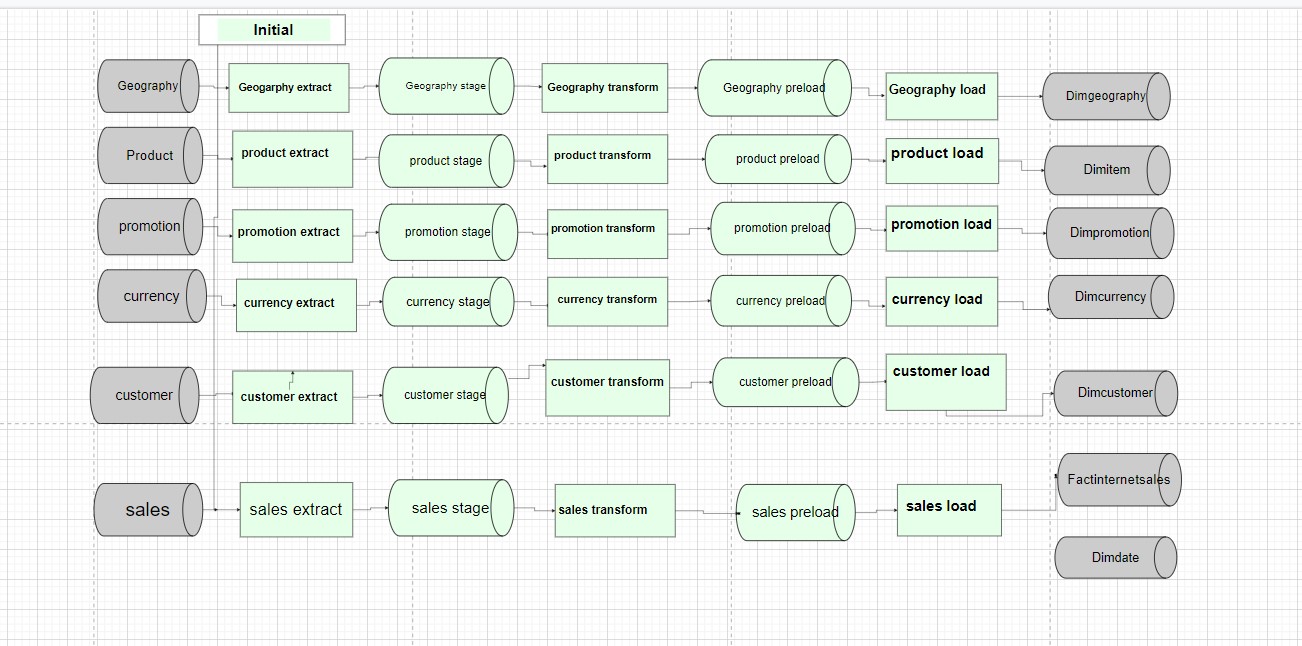 Initial
Geography
Geogarphy extract
Geography stage
Geography transform
Geography preload
Geography load
Dimgeography
Product
product extract
product stage
product transform
product preload
product load
Dimitem
promotion
promotion extract
promotion stage
promotion transform
promotion preload
promotion load
Dimpromotion
currency
currency extract
currency stage
currency transform
currency preload
currency load
Dimcurrency
customer
customer extract
customer stage
customer transform
customer preload
customer load
Dimcustomer
sales
sales extract
sales stage
sales transform
sales preload
sales load
Factinternetsales
Dimdate